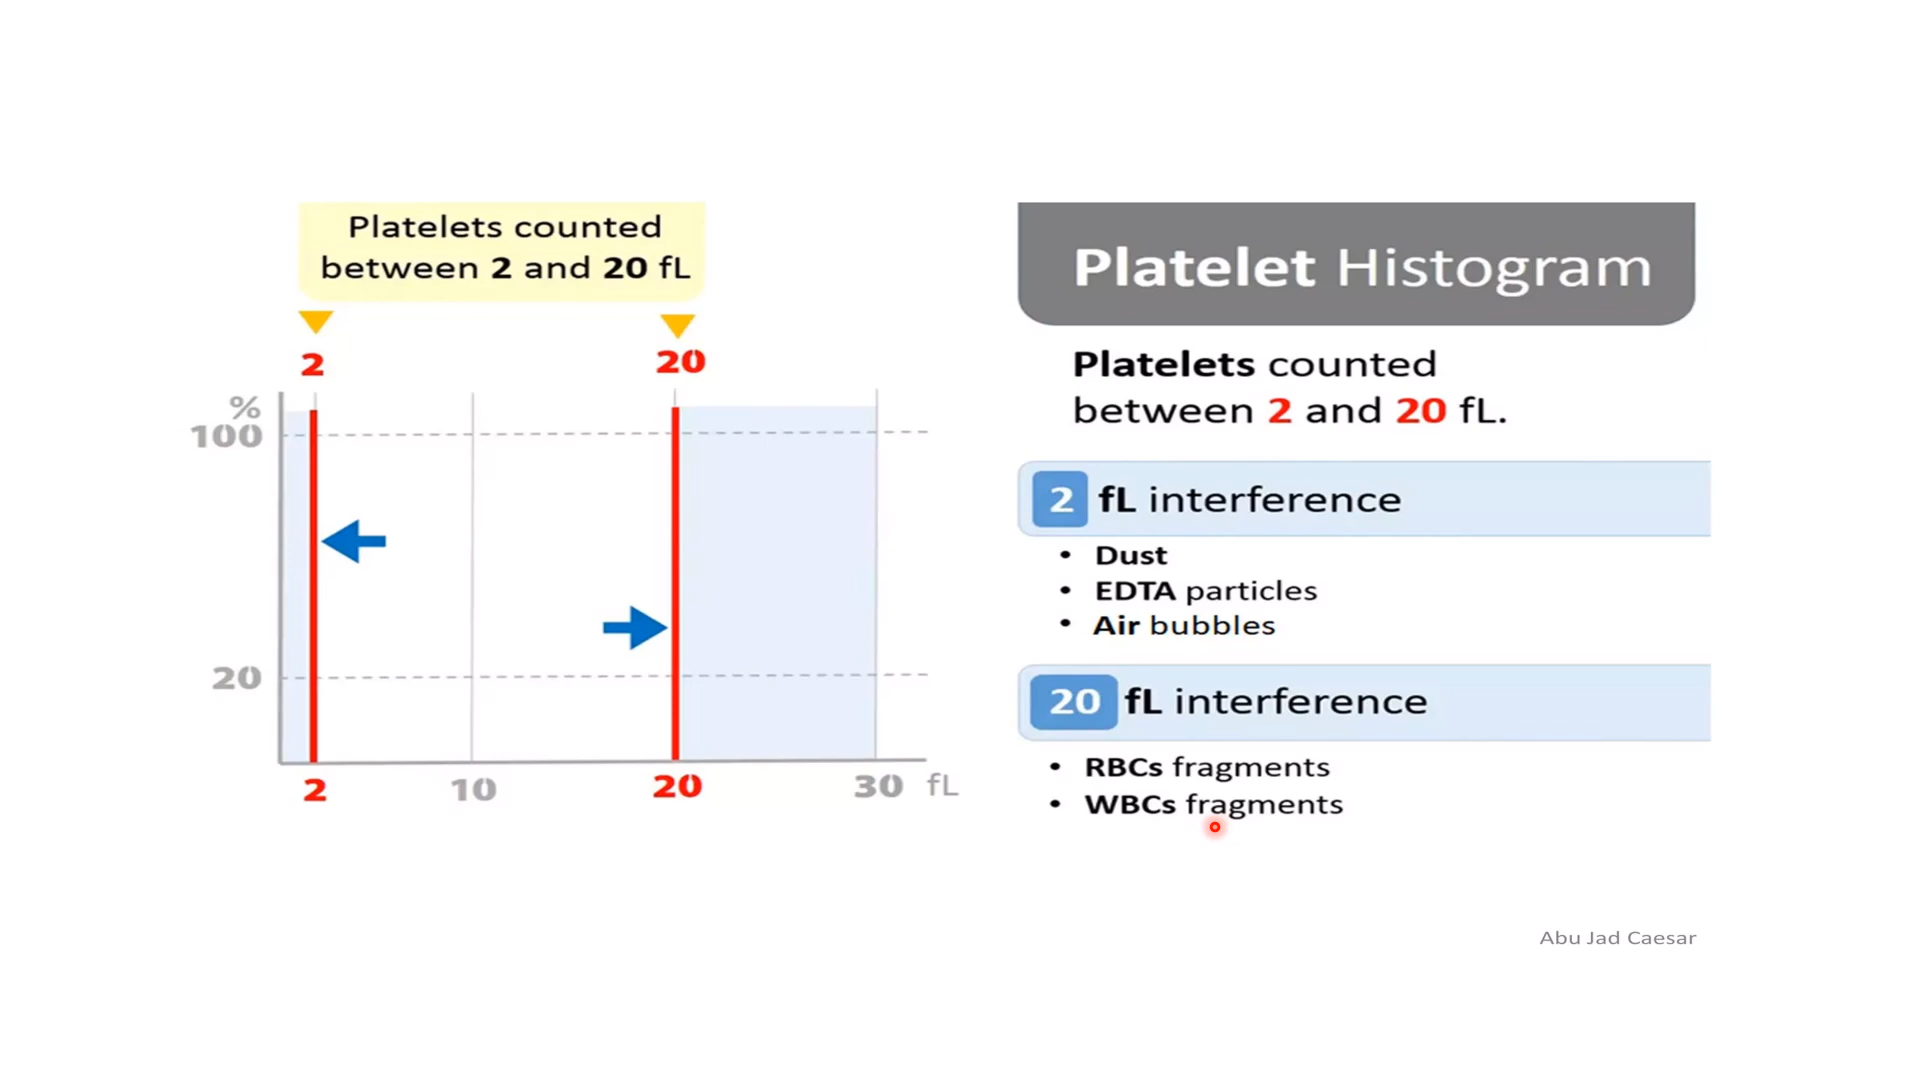 Platelets counted
between 2 and 20 fL
2
20
%
100
20
2
10
20
30
fL
Platelet Histogram
Platelets counted
between 2 and 20 fL.
2 fL interference
• Dust
• EDTA particles
• Air bubbles
20 fL interference
• RBCs fragments
• WBCs fragments
Abu Jad Caesar